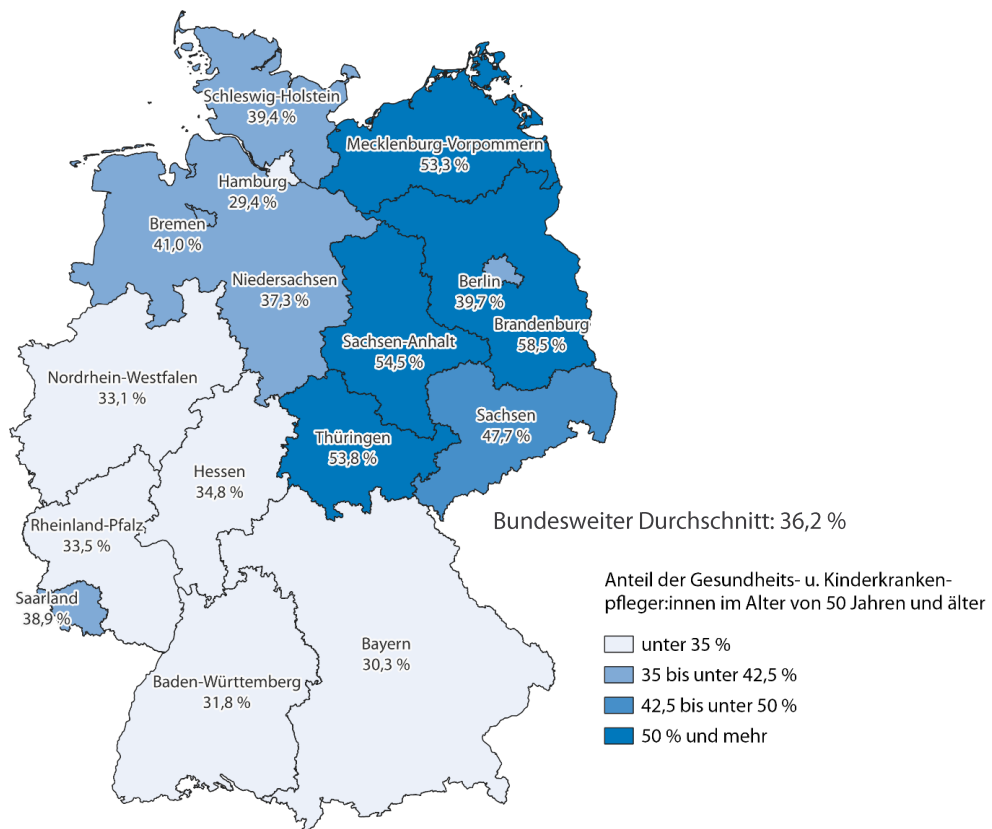 Schleswig-Holstein
39,4 %
Mecklenburg-Vorpommern
53,3 %
Hamburg
29,4 %
Bremen
41,0 %
Niedersachsen
37,3 %
Berlin
39,7 %
Brandenburg
58,5 %
Sachsen-Anhalt
54,5 %
Nordrhein-Westfalen
33,1 %
Sachsen
47,7 %
Thüringen
53,8 %
Hessen
34,8 %
Rheinland-Pfalz
33,5 %
Saarland
38,9 %
Bayern
30,3 %
Baden-Württemberg
31,8 %
Bundesweiter Durchschnitt: 36,2 %
Anteil der Gesundheits- u. Kinderkranken-
pfleger:innen im Alter von 50 Jahren und älter
unter 35 %
35 bis unter 42,5 %
42,5 bis unter 50 %
50 % und mehr